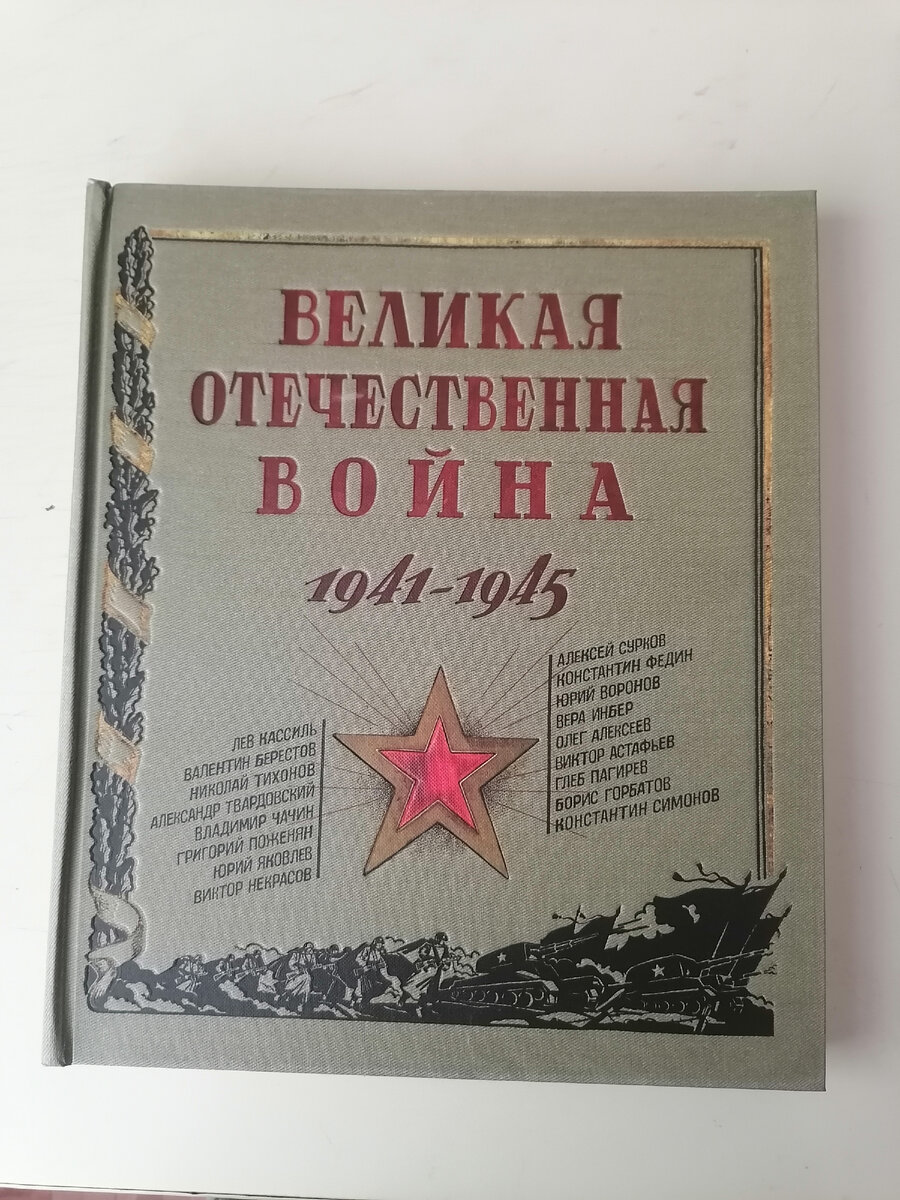 ВЕЛИКАЯ
ОТЕЧЕСТВЕННАЯ
ВОЙНА
1941-1945
ЛЕВ КАССИЛЬ
ВАЛЕНТИН БЕРЕСТОВ
НИКОЛАЙ ТИХОНОВ
АЛЕКСАНДР ТВАРДОВСКИЙ
ВЛАДИМИР ЧАЧИН
ГРИГОРИЙ ПОЖЕНЯН
ЮРИЙ ЯКОВЛЕВ
ВИКТОР НЕКРАСОВ
АЛЕКСЕЙ СУРКОВ
КОНСТАНТИН ФЕДИН
ЮРИЙ ВОРОНОВ
ВЕРА ИНБЕР
ОЛЕГ АЛЕКСЕЕВ
ВИКТОР АСТАФЬЕВ
ГЛЕБ ПАГИРЕВ
БОРИС ГОРБАТОВ
КОНСТАНТИН СИМОНОВ